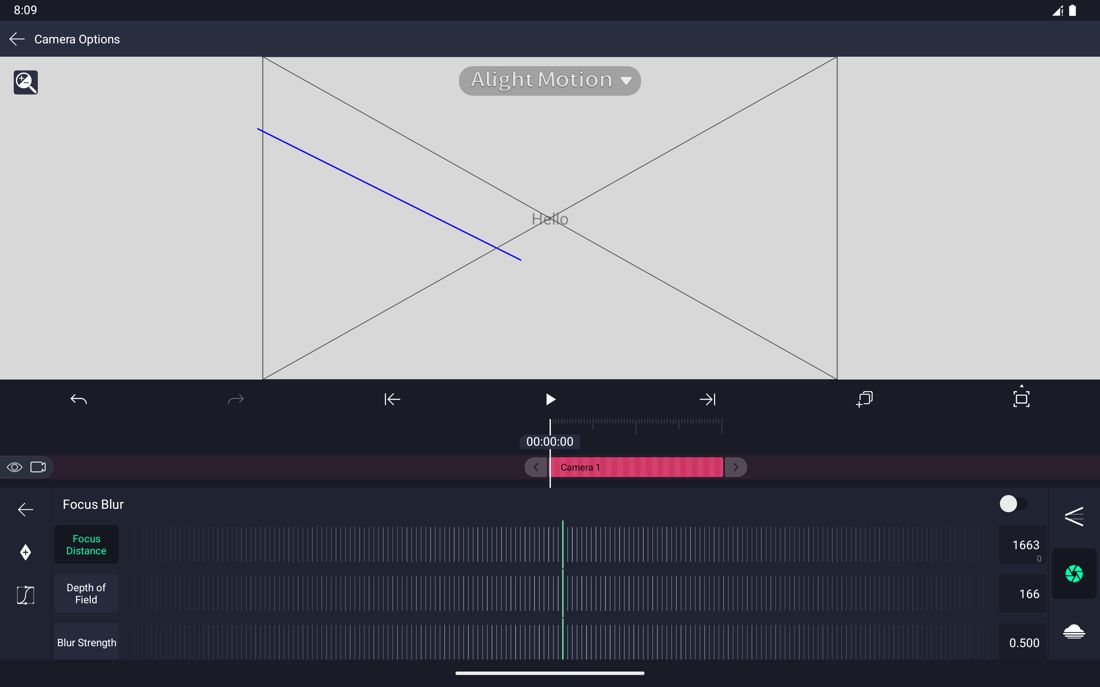 8:09
Camera Options
Alight Motion
Hello
00:00:00
Camera 1
Focus Blur
Focus
Distance
1663
0
Depth of
Field
166
Blur Strength
0.500